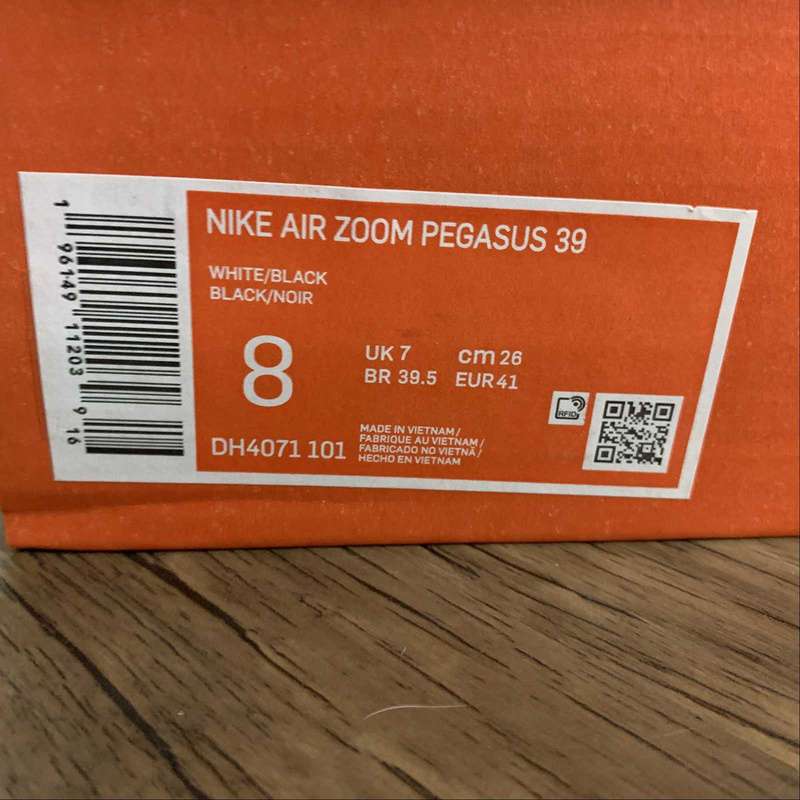 NIKE AIR ZOOM PEGASUS 39
WHITE/BLACK
BLACK/NOIR
8
UK 7 cm 26
BR 39.5 EUR 41
DH4071 101
MADE IN VIETNAM /
FABRIQUE AU VIETNAM /
FABRICADO NO VIETNÃ /
HECHO EN VIETNAM
RFID
1 96149 11203 9 16